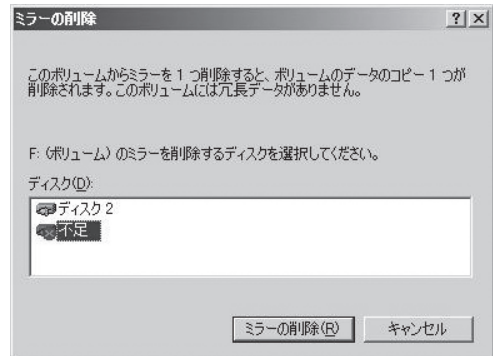 ミラーの削除
このボリュームからミラーを 1 つ削除すると、ボリュームのデータのコピー 1 つが
削除されます。このボリュームには冗長データがありません。
F: (ボリューム) のミラーを削除するディスクを選択してください。
ディスク(D):
ディスク 2
不足
ミラーの削除(R)
キャンセル